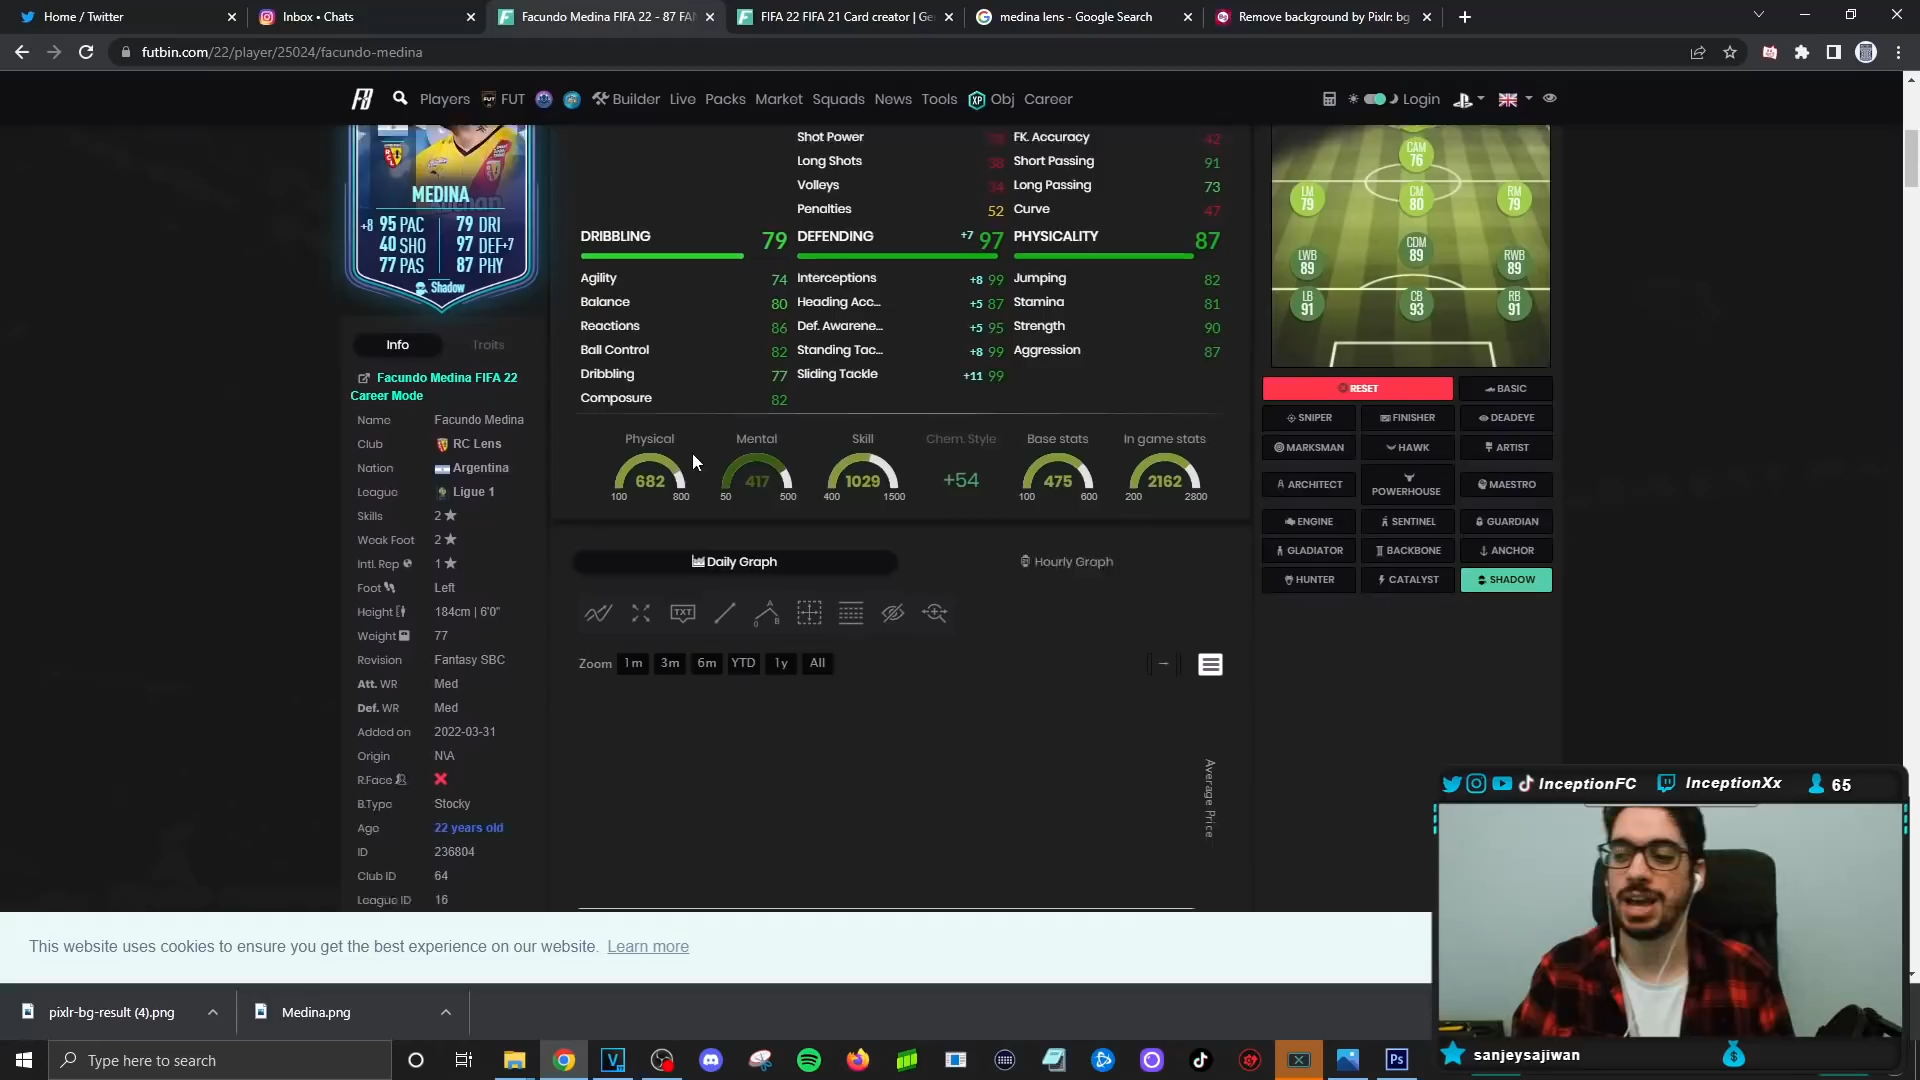 Home / Twitter
Inbox • Chats
Facundo Medina FIFA 22 - 87 FAN
FIFA 22 FIFA 21 Card creator | Ge
medina lens - Google Search
Remove background by Pixlr: bg
futbin.com/22/player/25024/facundo-medina
Players FUT Builder Live Packs Market Squads News Tools XP Obj Career Login
MEDINA
+8 95 PAC 79 DRI
40 SHO 97 DEF+7
77 PAS 87 PHY
Shadow
Shot Power
Long Shots 38
Volleys 34
Penalties 52
FK. Accuracy 42
Short Passing 91
Long Passing 73
Curve 47
DRIBBLING 79
Agility 74
Balance 80
Reactions 86
Ball Control 82
Dribbling 77
Composure 82
DEFENDING +7 97
Interceptions +8 99
Heading Acc... +5 87
Def. Awarene... +5 95
Standing Tac... +8 99
Sliding Tackle +11 99
PHYSICALITY 87
Jumping 82
Stamina 81
Strength 90
Aggression 87
Physical Mental Skill Chem. Style Base stats In game stats
682 417 1029 +54 475 2162
100 800 50 500 400 1500 100 600 200 2800
CAM 76
LM 79
CM 80
RM 79
LWB 89
CDM 89
RWB 89
LB 91
CB 93
RB 91
RESET BASIC
SNIPER FINISHER DEADEYE
MARKSMAN HAWK ARTIST
ARCHITECT POWERHOUSE MAESTRO
ENGINE SENTINEL GUARDIAN
GLADIATOR BACKBONE ANCHOR
HUNTER CATALYST SHADOW
Info Traits
Facundo Medina FIFA 22
Career Mode
Name Facundo Medina
Club RC Lens
Nation Argentina
League Ligue 1
Skills 2
Weak Foot 2
Intl. Rep 1
Foot Left
Height 184cm | 6'0"
Weight 77
Revision Fantasy SBC
Att. WR Med
Def. WR Med
Added on 2022-03-31
Origin N\A
R.Face
B.Type Stocky
Age 22 years old
ID 236804
Club ID 64
League ID 16
Daily Graph Hourly Graph
TXT
Zoom 1m 3m 6m YTD 1y All
→
Average Price
InceptionFC InceptionXx 65
sanjeysajiwan
This website uses cookies to ensure you get the best experience on our website. Learn more
pixlr-bg-result (4).png
Medina.png
Type here to search